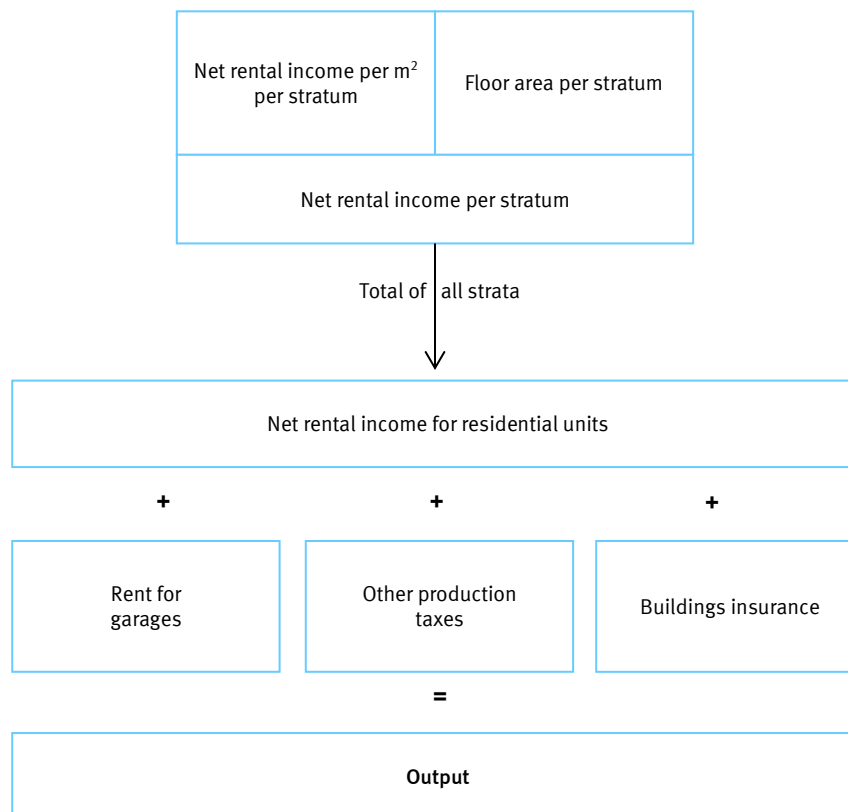 Net rental income per m²
per stratum
Floor area per stratum
Net rental income per stratum
Total of all strata
Net rental income for residential units
+ + +
Rent for
garages
Other production
taxes
Buildings insurance
=
Output